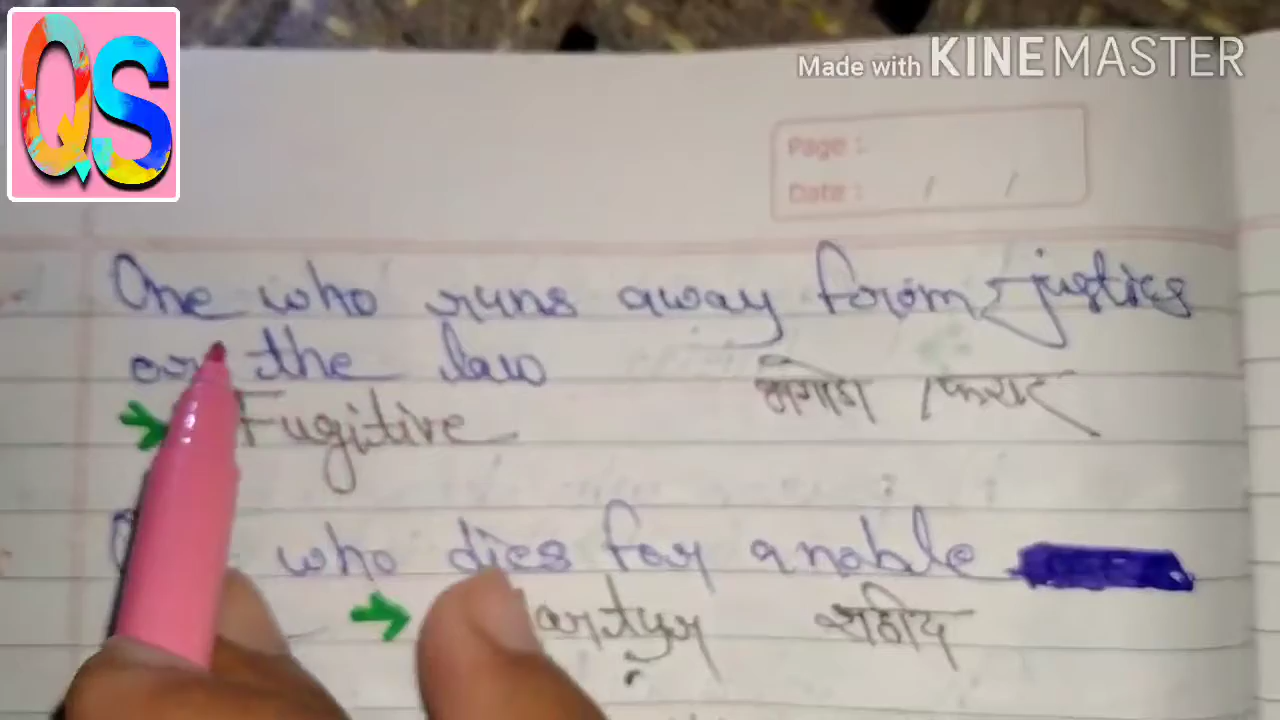 QS
Made with KINEMASTER
Page :
Date : / /
One who runs away from justice
or the law
Fugitive भगोडा / फरार
who dies for a noble
artyr शहीद